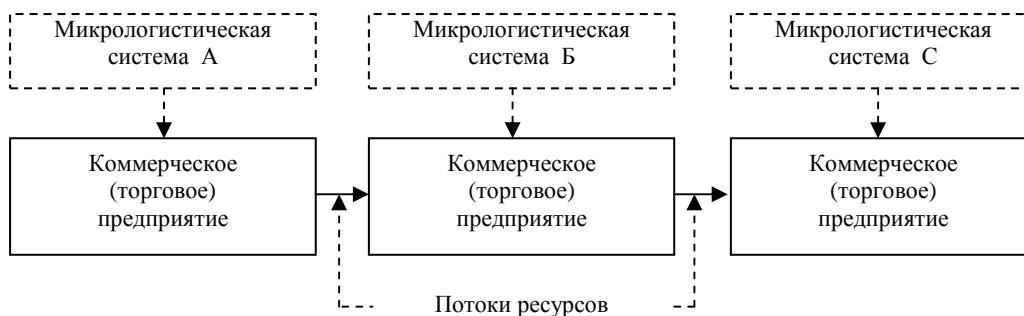 Микрологистическая
система А
Микрологистическая
система Б
Микрологистическая
система С
Коммерческое
(торговое)
предприятие
Коммерческое
(торговое)
предприятие
Коммерческое
(торговое)
предприятие
Потоки ресурсов